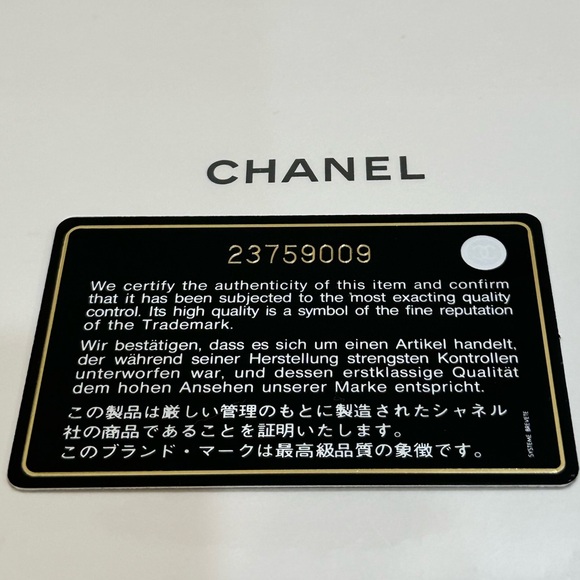 CHANEL
23759009
We certify the authenticity of this item and confirm
that it has been subjected to the most exacting quality
control. Its high quality is a symbol of the fine reputation
of the Trademark.
Wir bestätigen, dass es sich um einen Artikel handelt,
der während seiner Herstellung strengsten Kontrollen
unterworfen war, und dessen erstklassige Qualität
dem hohen Ansehen unserer Marke entspricht.
この製品は厳しい管理のもとに製造されたシャネル
社の商品であることを証明いたします。
このブランド・マークは最高級品質の象徴です。
SYSTEME BREVETE